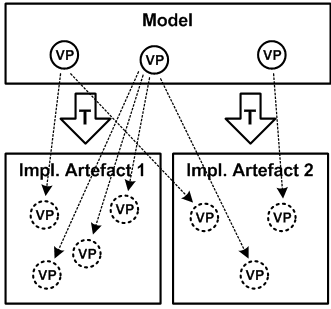 Model
VP VP VP
T T
Impl. Artefact 1 Impl. Artefact 2
VP VP VP VP
VP
VP VP